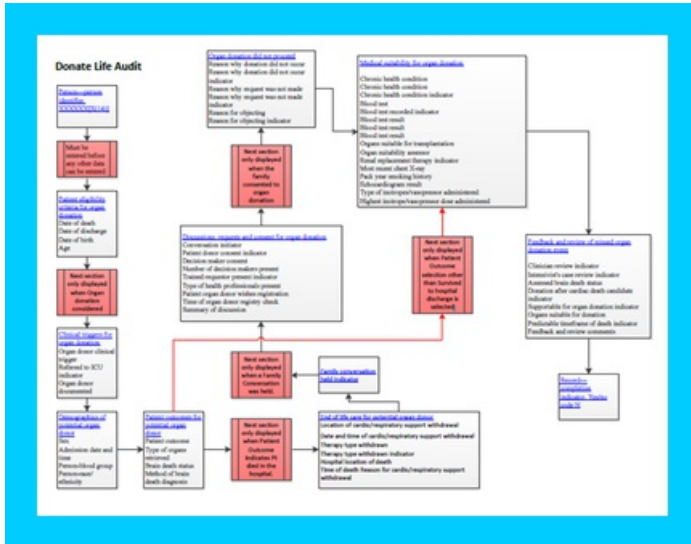 Donate Life Audit
Person—person
identifier,
Must be
entered before
any other data
can be entered
Patient eligibility
criteria for organ
donation
Date of death
Date of discharge
Date of birth
Age
Next section
only displayed
when Organ
donation
considered
Clinical triggers for
organ donation
Organ donor clinical
trigger
Referred to ICU
indicator
Organ donor
documented
Demographics of
potential organ
donor
Sex
Admission date and
time
Person-blood group
Person-race/
ethnicity
Patient outcomes for
potential organ
donor
Patient outcome
Type of organs
retrieved
Brain death status
Method of brain
death diagnosis
Next section
only displayed
when Patient
Outcome
indicates Pt
died in the
hospital.
End of life care for potential organ donor
Location of cardio/respiratory support withdrawal
Date and time of cardio/respiratory support withdrawal
Therapy type withdrawn
Therapy type withdrawn indicator
Hospital location of death
Time of death Reason for cardio/respiratory support
withdrawal
Family conversation
held indicator
Next section
only displayed
when a Family
Conversation
was held.
Discussions, requests and consent for organ donation
Conversation initiator
Patient donor consent indicator
Decision maker consent
Number of decision makers present
Trained requestor present indicator
Type of health professionals present
Patient organ donor wishes registration
Time of organ donor registry check
Summary of discussion
Next section
only displayed
when the
family
consented to
organ
donation
Organ donation did not proceed
Reason why donation did not occur
Reason why donation did not occur
indicator
Reason why request was not made
Reason why request was not made
indicator
Reason for objecting
Reason for objecting indicator
Medical suitability for organ donation
Chronic health condition
Chronic health condition
Chronic health condition indicator
Blood test
Blood test recorded indicator
Blood test result
Blood test result
Blood test result
Organs suitable for transplantation
Organ suitability assessor
Renal replacement therapy indicator
Most recent chest X-ray
Pack year smoking history
Echocardiogram result
Type of inotrope/vasopressor administered
Highest inotrope/vasopressor dose administered
Next section
only displayed
when Patient
Outcome
selection other
than Survived
to hospital
discharge is
selected
Feedback and review of missed organ
donation event
Clinician review indicator
Intensivist's case review indicator
Assessed brain death status
Donation after cardiac death candidate
indicator
Supportable for organ donation indicator
Organs suitable for donation
Predictable timeframe of death indicator
Feedback and review comments
completion
indicator, Yes/no
code N